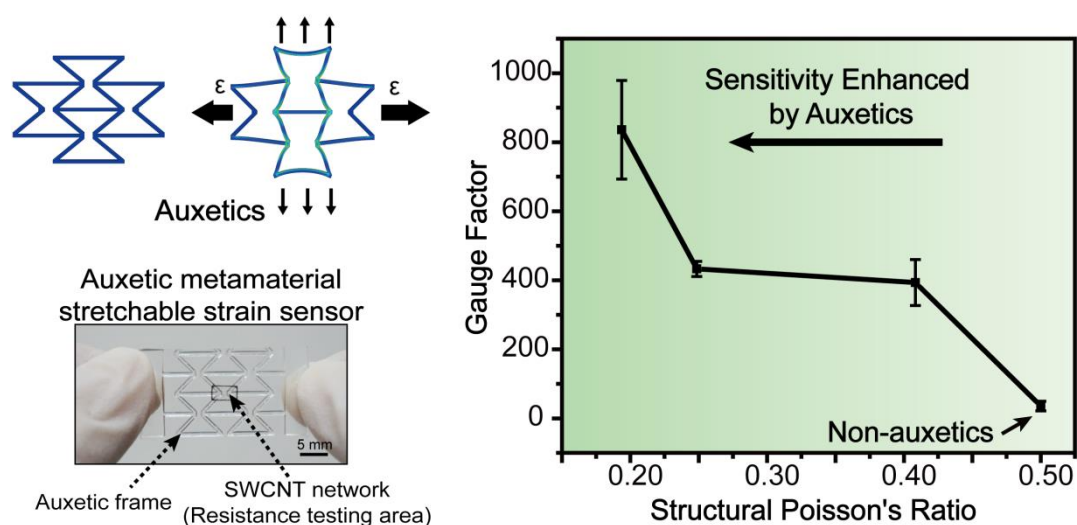 ε
ε
Auxetics
Auxetic metamaterial
stretchable strain sensor
5 mm
Auxetic frame
SWCNT network
(Resistance testing area)
Gauge Factor
1000
800
600
400
200
0
Sensitivity Enhanced
by Auxetics
Non-auxetics
0.20
0.30
0.40
0.50
Structural Poisson's Ratio